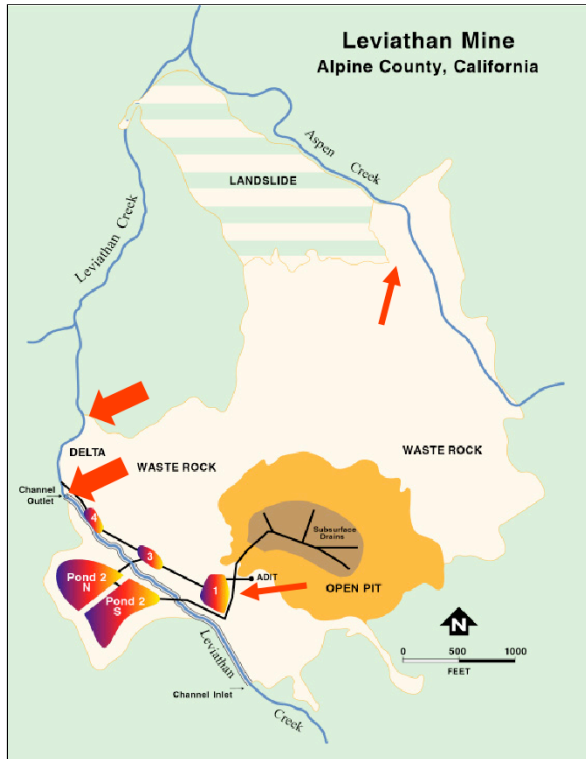 Leviathan Mine
Alpine County, California
Aspen Creek
LANDSLIDE
Leviathan Creek
DELTA
WASTE ROCK
WASTE ROCK
Channel
Outlet
4
3
Subsurface
Drains
Pond 2
N
Pond 2
S
1
ADIT
OPEN PIT
N
Leviathan
Creek
Channel Inlet
0 500 1000
FEET